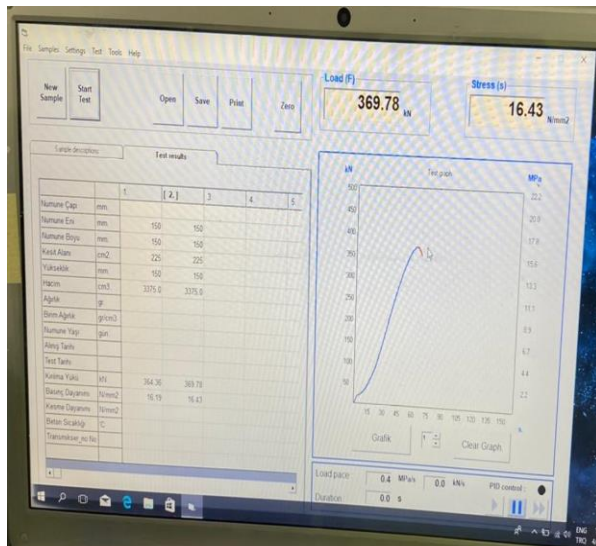 File Samples Settings Test Tools Help
New Sample
Start Test
Open Save Print Zero
Load (F)
369.78 kN
Stress (s)
16.43 N/mm2
Sample descriptions Test results
1. [ 2. ] 3 4 5
Numune Çapı mm
Numune Eni mm 150 150
Numune Boyu mm 150 150
Kesit Alanı cm2 225 225
Yükseklik mm 150 150
Hacim cm3 3375.0 3375.0
Ağırlık gr
Birim Ağırlık gr/cm3
Numune Yaşı gün
Alınış Tarihi
Test Tarihi
Kırılma Yükü kN 364.36 369.78
Basınç Dayanımı N/mm2 16.19 16.43
Kesme Dayanımı N/mm2
Beton Sıcaklığı C
kN Test graph MPa
500 22.2
450 20.0
400 17.8
350 15.6
300 13.3
250 11.1
200 8.9
150 6.7
100 4.4
50 2.2
15 30 45 60 75 90 105 120 135 150
Grafik 1 Clear Graph
Load pace: 0.4 MPa/s 0.0 kN/s PID control :
Duration 0.0 s
ENG
TRQ